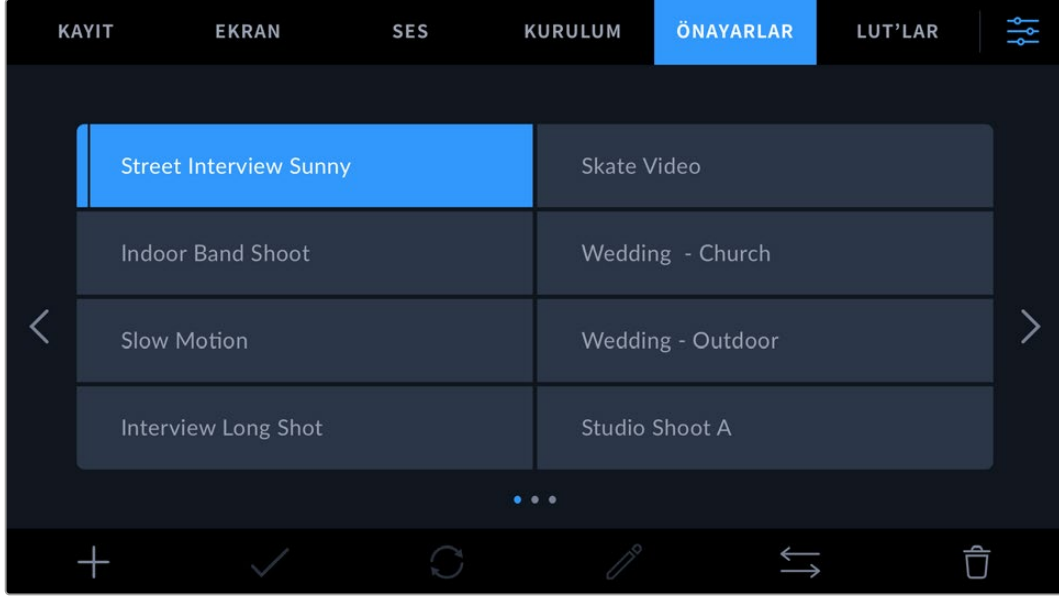 KAYIT EKRAN SES KURULUM ÖNAYARLAR LUT’LAR
Street Interview Sunny Skate Video
Indoor Band Shoot Wedding - Church
Slow Motion Wedding - Outdoor
Interview Long Shot Studio Shoot A